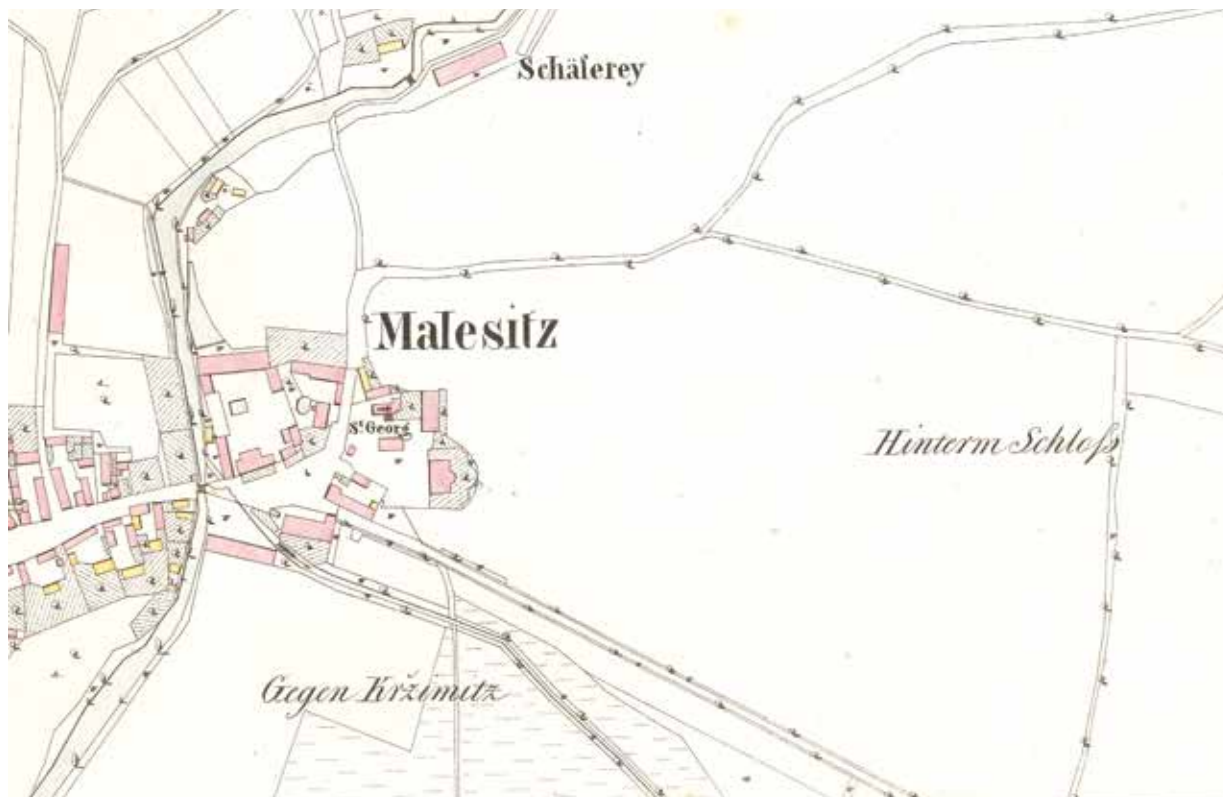 Schäferey
Malesitz
St Georg
Hinterm Schloß
Gegen Kržimitz